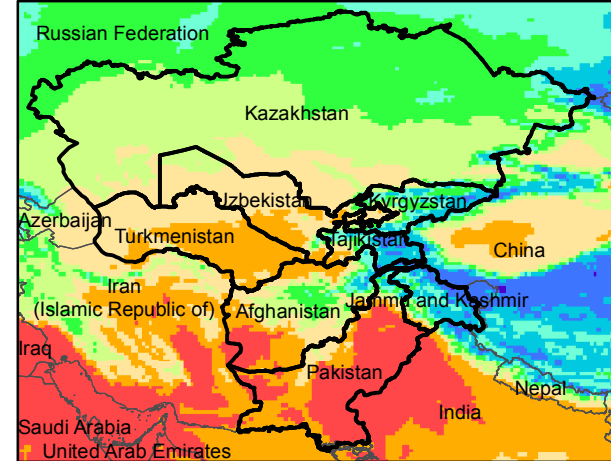 Russian Federation
Kazakhstan
Uzbekistan
Kyrgyzstan
Azerbaijan
Turkmenistan
Tajikistan
China
Iran
(Islamic Republic of)
Afghanistan
Jammu and Kashmir
Iraq
Pakistan
Nepal
India
Saudi Arabia
United Arab Emirates